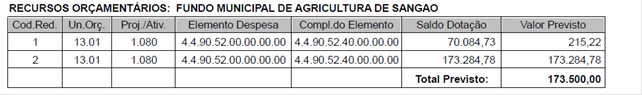 RECURSOS ORÇAMENTÁRIOS: FUNDO MUNICIPAL DE AGRICULTURA DE SANGAO
Cod.Red. Un.Orç. Proj./Ativ. Elemento Despesa Compl.do Elemento Saldo Dotação Valor Previsto
1 13.01 1.080 4.4.90.52.00.00.00.00 4.4.90.52.40.00.00.00 70.084,73 215,22
2 13.01 1.080 4.4.90.52.00.00.00.00 4.4.90.52.40.00.00.00 173.284,78 173.284,78
Total Previsto: 173.500,00